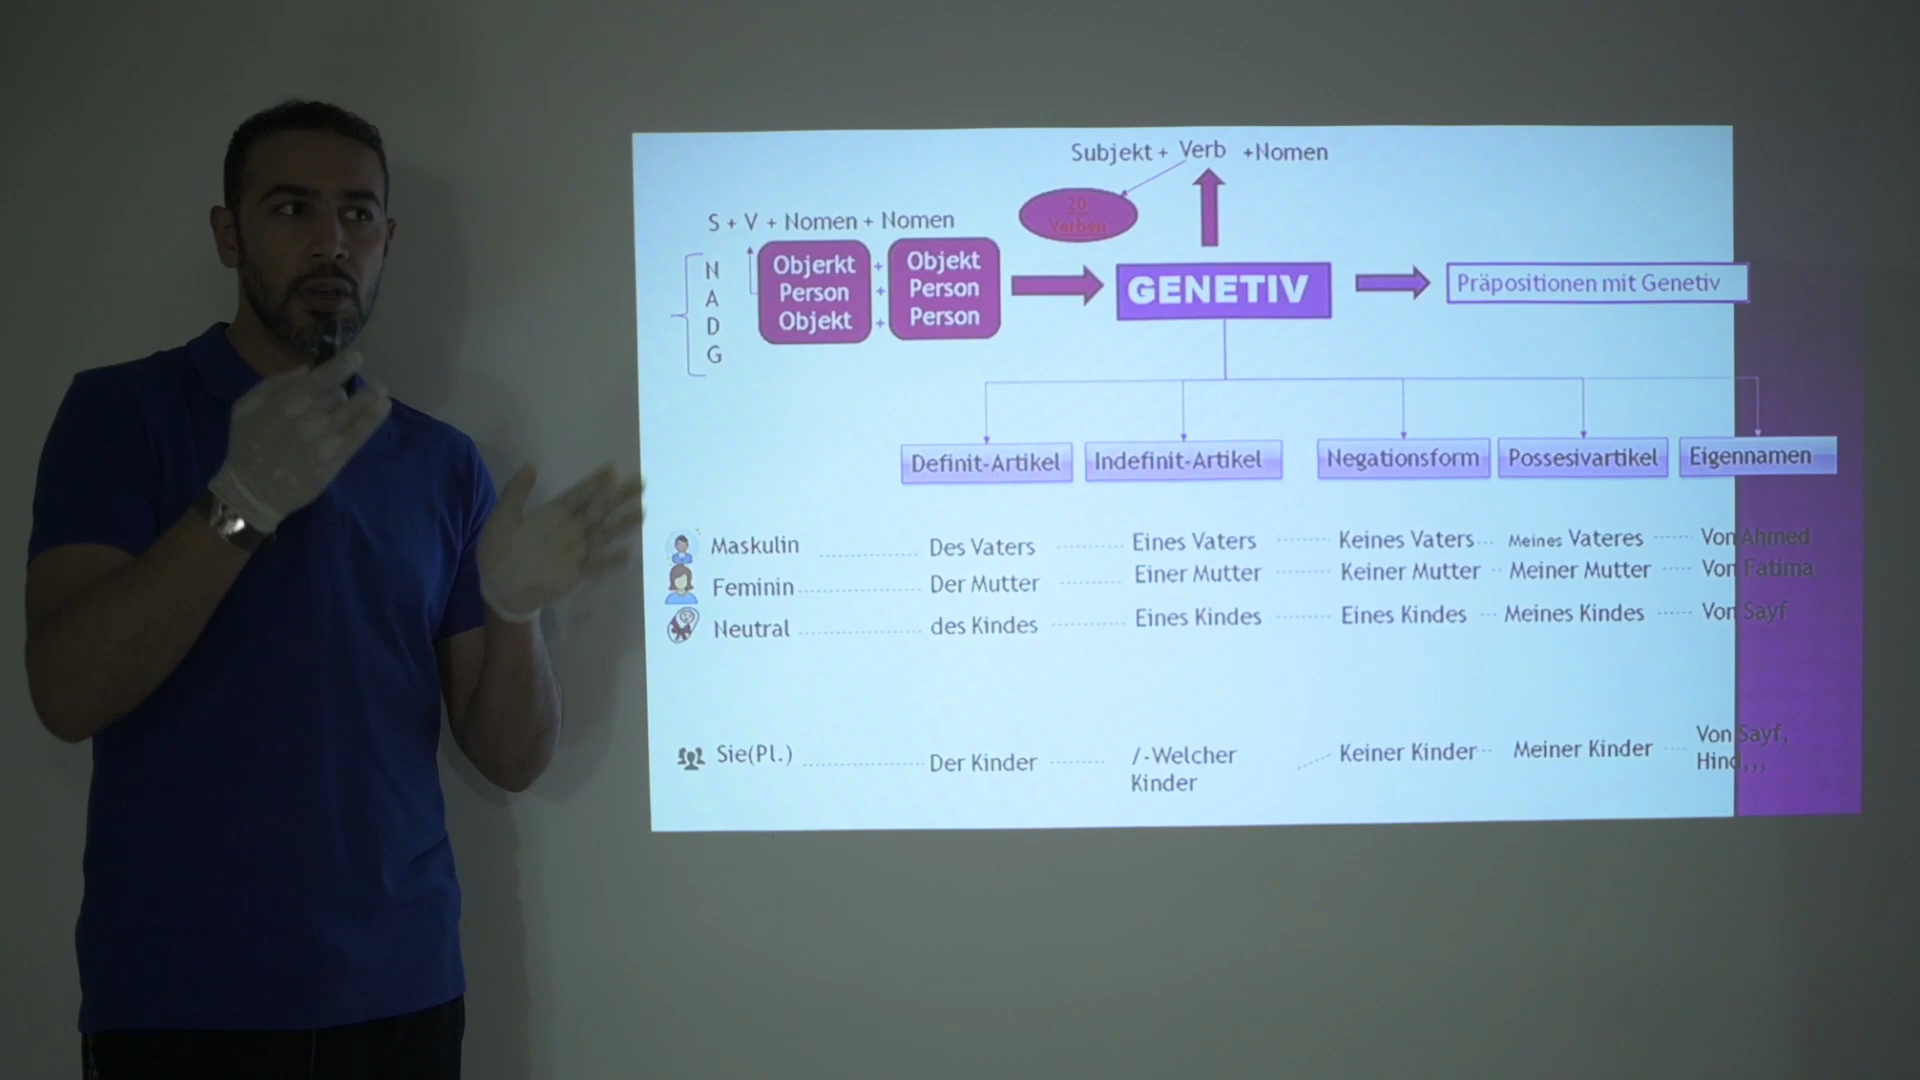 Subjekt + Verb +Nomen
20
Verben
S + V + Nomen + Nomen
N
A
D
G
Objerkt + Objekt
Person + Person
Objekt + Person
GENETIV
Präpositionen mit Genetiv
Definit-Artikel Indefinit-Artikel Negationsform Possesivartikel Eigennamen
Maskulin Des Vaters Eines Vaters Keines Vaters Meines Vateres Von Ahmed
Feminin Der Mutter Einer Mutter Keiner Mutter Meiner Mutter Von Fatima
Neutral des Kindes Eines Kindes Eines Kindes Meines Kindes Von Sayf
Sie(Pl.) Der Kinder /-Welcher Kinder Keiner Kinder Meiner Kinder Von Sayf, Hind,,,